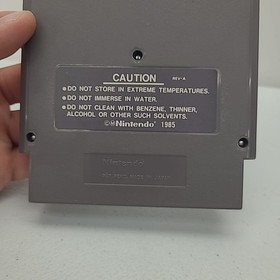 CAUTION REV-A
• DO NOT STORE IN EXTREME TEMPERATURES.
• DO NOT IMMERSE IN WATER.
• DO NOT CLEAN WITH BENZENE, THINNER,
ALCOHOL OR OTHER SUCH SOLVENTS.
Nintendo® 1985